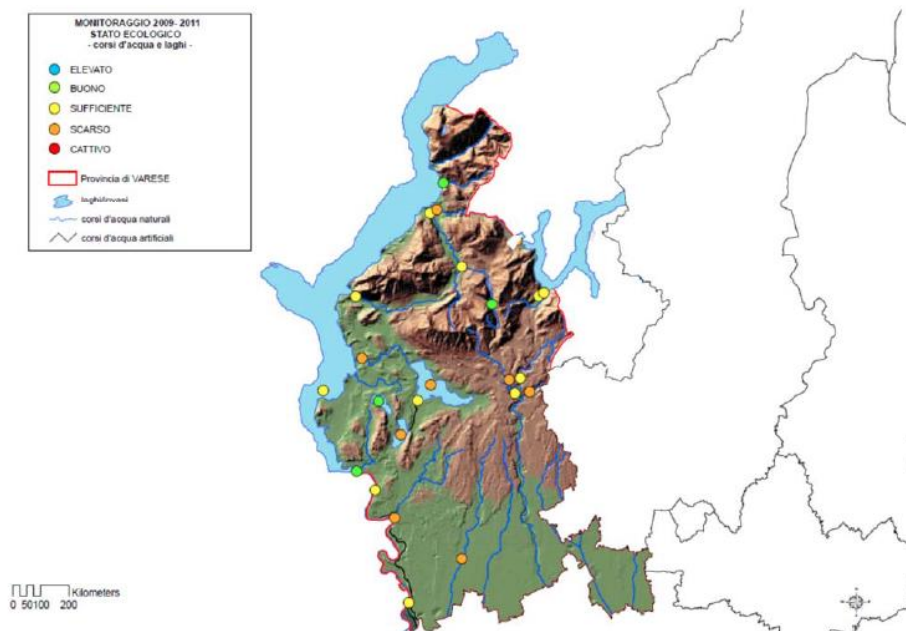 MONITORAGGIO 2009- 2011
STATO ECOLOGICO
- corsi d'acqua e laghi -
ELEVATO
BUONO
SUFFICIENTE
SCARSO
CATTIVO
Provincia di VARESE
corsi d'acqua naturali
corsi d'acqua artificiali
Kilometers
0 50100 200